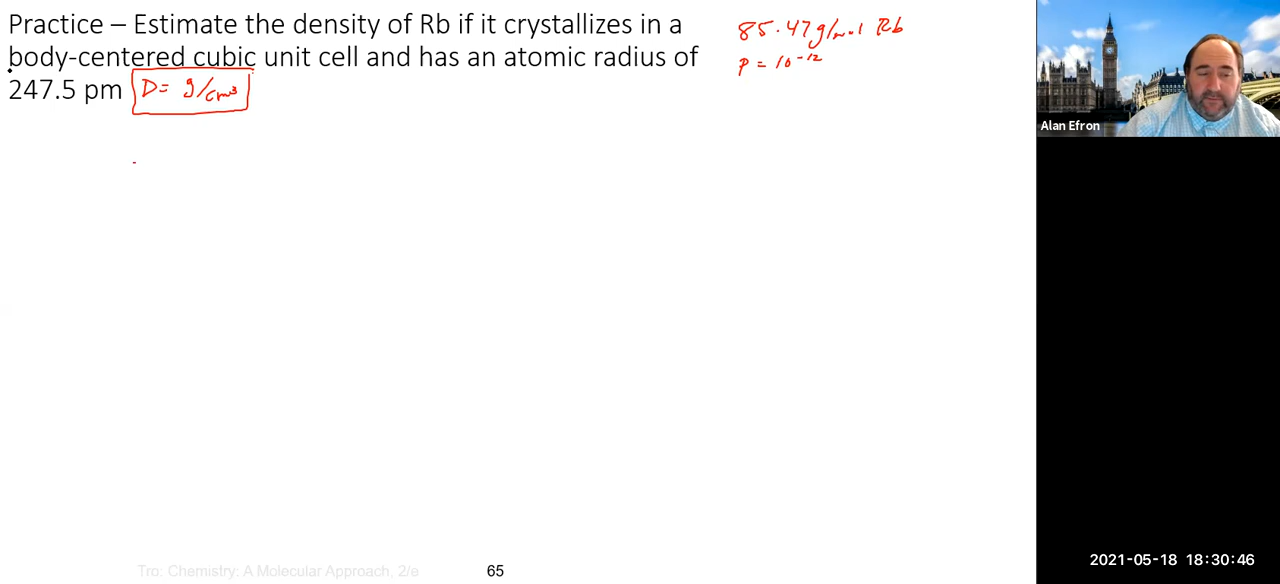 Practice – Estimate the density of Rb if it crystallizes in a
body-centered cubic unit cell and has an atomic radius of
247.5 pm D= g/cm³
85.47 g/mol Rb
p = 10⁻¹²
Alan Efron
2021-05-18 18:30:46
Tro: Chemistry: A Molecular Approach, 2/e 65